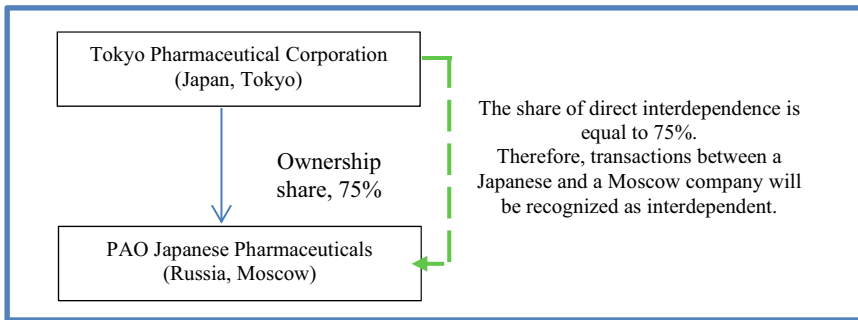 Tokyo Pharmaceutical Corporation
(Japan, Tokyo)
The share of direct interdependence is
equal to 75%.
Therefore, transactions between a
Japanese and a Moscow company will
be recognized as interdependent.
Ownership
share, 75%
PAO Japanese Pharmaceuticals
(Russia, Moscow)